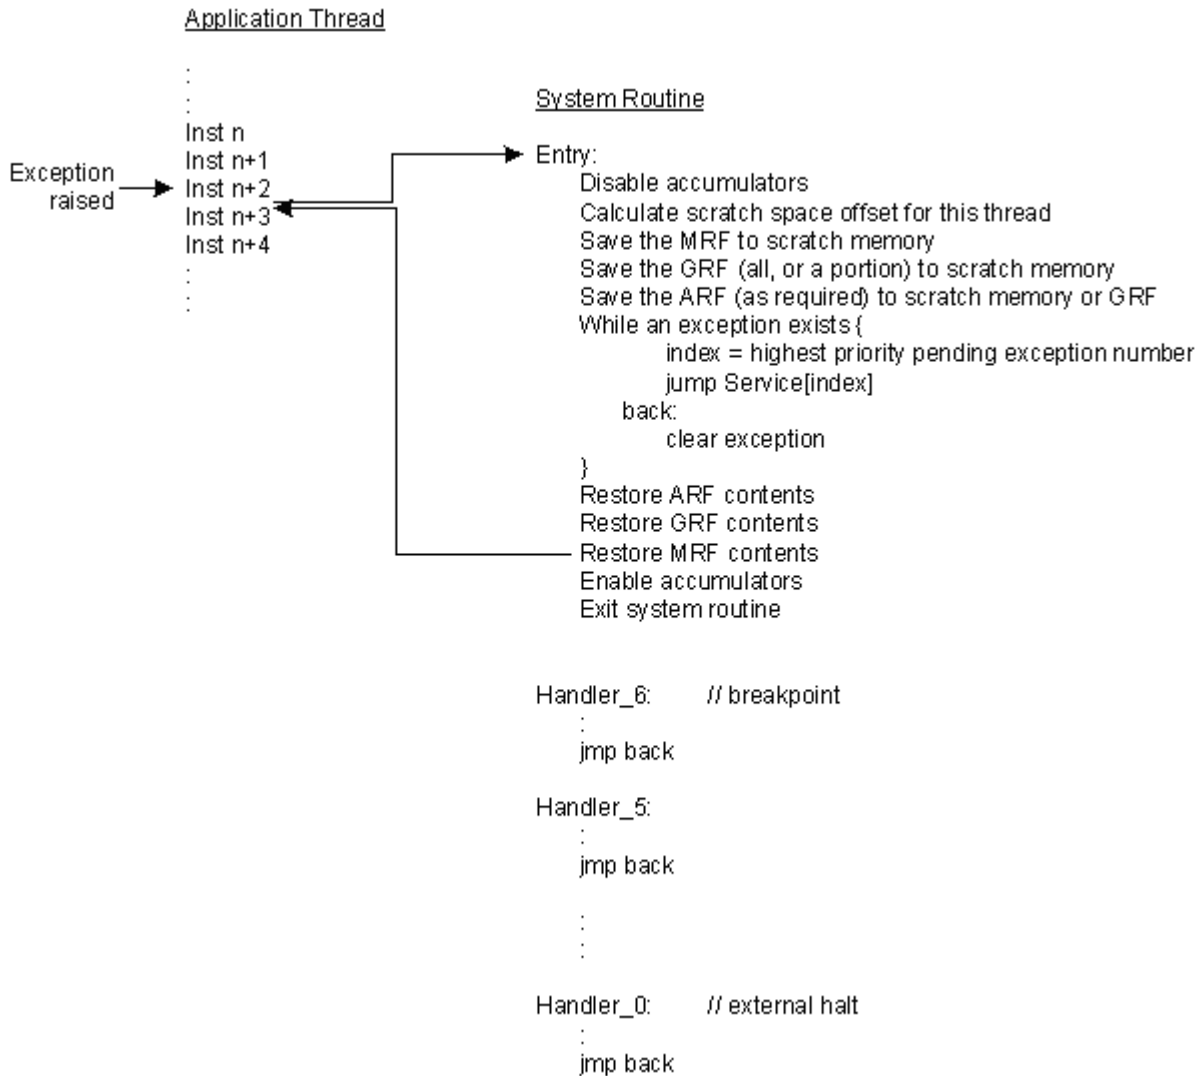 Application Thread
:
:
Inst n
Inst n+1
Inst n+2
Inst n+3
Inst n+4
:
:
Exception
raised
System Routine
Entry:
Disable accumulators
Calculate scratch space offset for this thread
Save the MRF to scratch memory
Save the GRF (all, or a portion) to scratch memory
Save the ARF (as required) to scratch memory or GRF
While an exception exists {
index = highest priority pending exception number
jump Service[index]
back:
clear exception
}
Restore ARF contents
Restore GRF contents
Restore MRF contents
Enable accumulators
Exit system routine
Handler_6: // breakpoint
:
jmp back
Handler_5:
:
jmp back
:
:
Handler_0: // external halt
:
jmp back